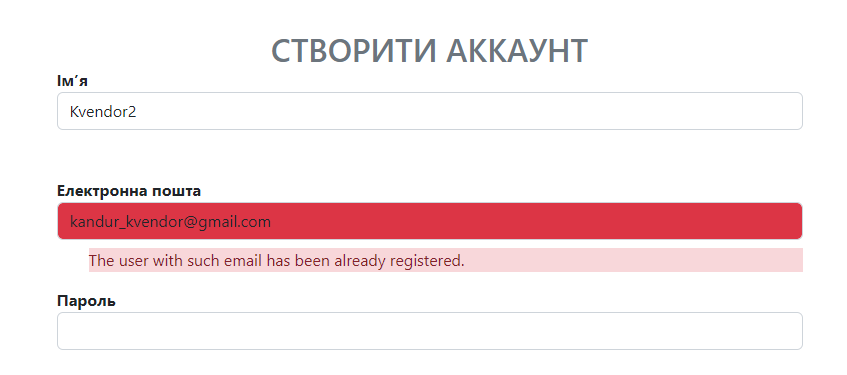 СТВОРИТИ АККАУНТ
Ім´я
Kvendor2
Електронна пошта
kandur_kvendor@gmail.com
The user with such email has been already registered.
Пароль